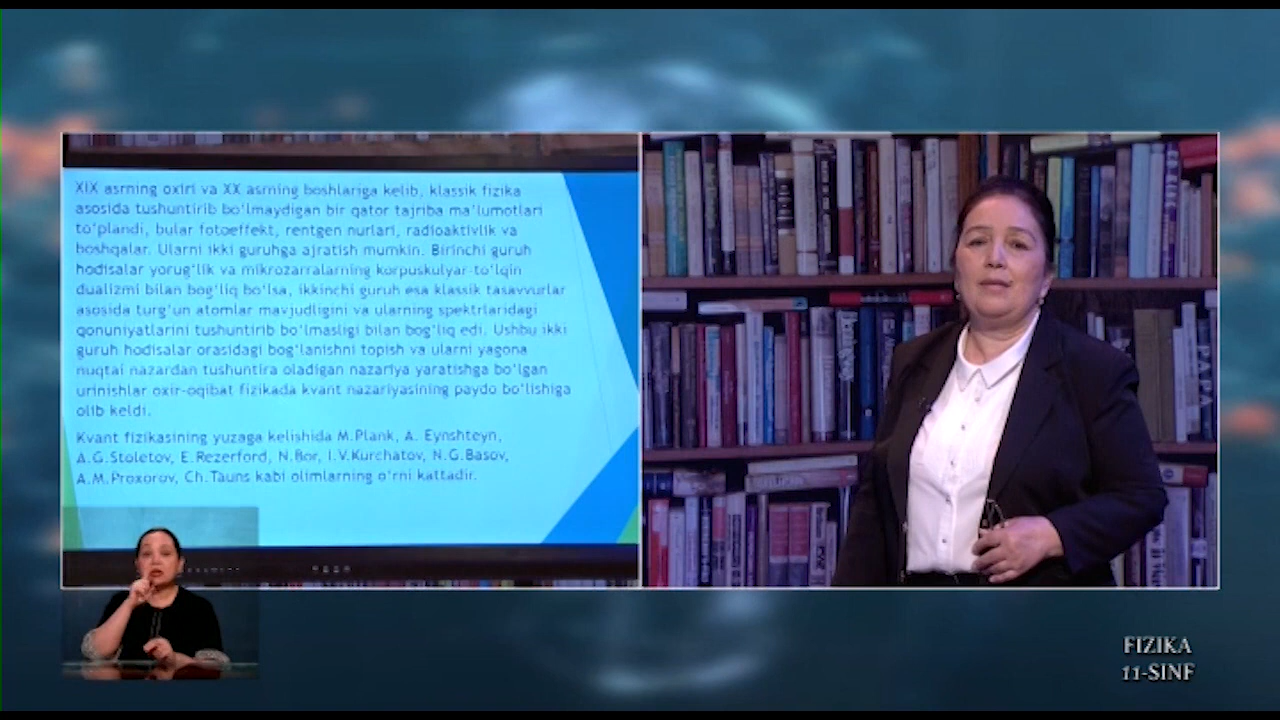 XIX asrning oxiri va XX asrning boshlariga kelib, klassik fizika
asosida tushuntirib bo‘lmaydigan bir qator tajriba ma’lumotlari
to‘plandi, bular fotoeffekt, rentgen nurlari, radioaktivlik va
boshqalar. Ularni ikki guruhga ajratish mumkin. Birinchi guruh
hodisalar yorug‘lik va mikrozarralarning korpuskulyar-to‘lqin
dualizmi bilan bog‘liq bo‘lsa, ikkinchi guruh esa klassik tasavvurlar
asosida turg‘un atomlar mavjudligini va ularning spektrlaridagi
qonuniyatlarini tushuntirib bo‘lmasligi bilan bog‘liq edi. Ushbu ikki
guruh hodisalar orasidagi bog‘lanishni topish va ularni yagona
nuqtai nazardan tushuntira oladigan nazariya yaratishga bo‘lgan
urinishlar oxir-oqibat fizikada kvant nazariyasining paydo bo‘lishiga
olib keldi.
Kvant fizikasining yuzaga kelishida M.Plank, A. Eynshteyn,
A.G.Stoletov, E.Rezerford, N.Bor, I.V.Kurchatov, N.G.Basov,
A.M.Proxorov, Ch.Tauns kabi olimlarning o‘rni kattadir.
FIZIKA
11-SINF